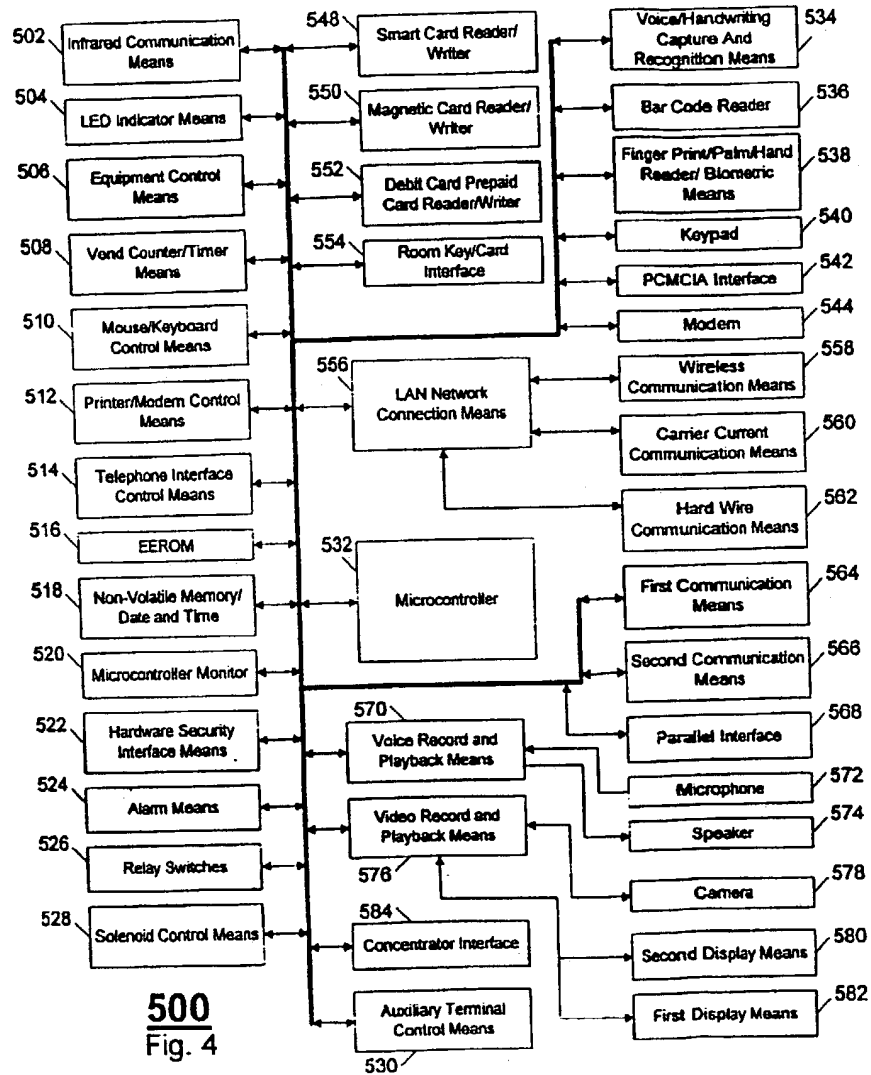 502
Infrared Communication
Means
504
LED Indicator Means
506
Equipment Control
Means
508
Vend Counter/Timer
Means
510
Mouse/Keyboard
Control Means
512
Printer/Modem Control
Means
514
Telephone Interface
Control Means
516
EEROM
518
Non-Volatile Memory/
Date and Time
520
Microcontroller Monitor
522
Hardware Security
Interface Means
524
Alarm Means
526
Relay Switches
528
Solenoid Control Means
548
Smart Card Reader/
Writer
550
Magnetic Card Reader/
Writer
552
Debit Card Prepaid
Card Reader/Writer
554
Room Key/Card
Interface
556
LAN Network
Connection Means
532
Microcontroller
570
Voice Record and
Playback Means
Video Record and
Playback Means
576
584
Concentrator Interface
Auxiliary Terminal
Control Means
530
Voice/Handwriting
Capture And
Recognition Means
534
Bar Code Reader
536
Finger Print/Palm/Hand
Reader/ Biometric
Means
538
Keypad
540
PCMCIA Interface
542
Modem
544
Wireless
Communication Means
558
Carrier Current
Communication Means
560
Hard Wire
Communication Means
562
First Communication
Means
564
Second Communication
Means
566
Parallel Interface
568
Microphone
572
Speaker
574
Camera
578
Second Display Means
580
First Display Means
582
500
Fig. 4